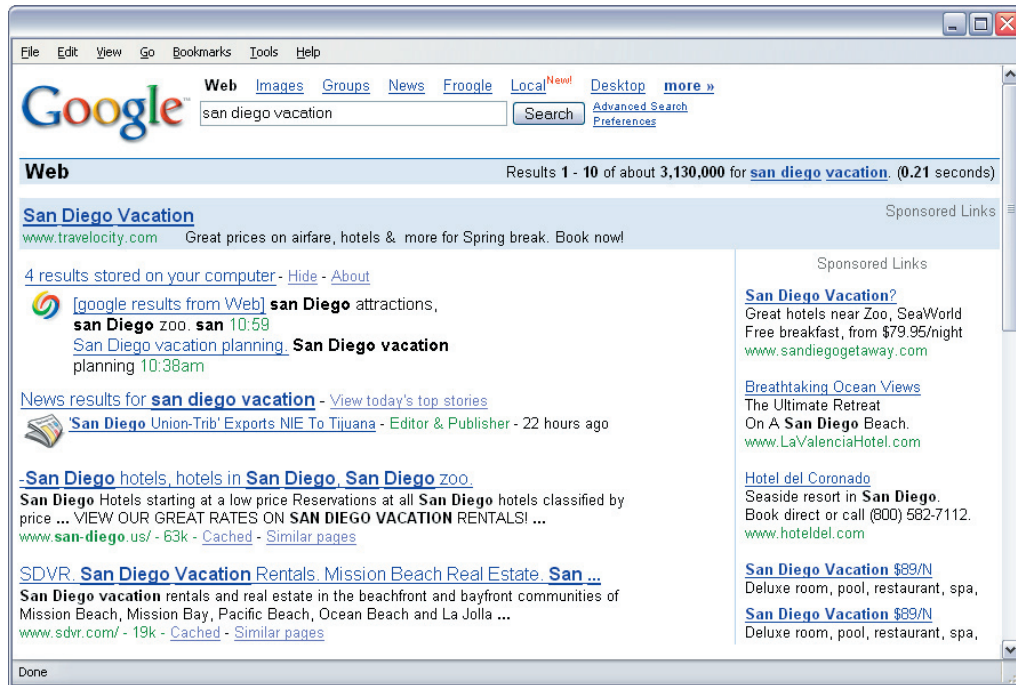 File Edit View Go Bookmarks Tools Help
Web Images Groups News Froogle Local New! Desktop more »
Google™
san diego vacation
Search
Advanced Search
Preferences
Web
Results 1 - 10 of about 3,130,000 for san diego vacation. (0.21 seconds)
San Diego Vacation
Sponsored Links
www.travelocity.com Great prices on airfare, hotels & more for Spring break. Book now!
4 results stored on your computer - Hide - About
[google results from Web] san Diego attractions,
san Diego zoo. san 10:59
San Diego vacation planning. San Diego vacation
planning 10:38am
News results for san diego vacation - View today's top stories
'San Diego Union-Trib' Exports NIE To Tijuana - Editor & Publisher - 22 hours ago
-San Diego hotels, hotels in San Diego, San Diego zoo.
San Diego Hotels starting at a low price Reservations at all San Diego hotels classified by
price ... VIEW OUR GREAT RATES ON SAN DIEGO VACATION RENTALS! ...
www.san-diego.us/ - 63k - Cached - Similar pages
SDVR. San Diego Vacation Rentals. Mission Beach Real Estate. San ...
San Diego vacation rentals and real estate in the beachfront and bayfront communities of
Mission Beach, Mission Bay, Pacific Beach, Ocean Beach and La Jolla ...
www.sdvr.com/ - 19k - Cached - Similar pages
Sponsored Links
San Diego Vacation?
Great hotels near Zoo, SeaWorld
Free breakfast, from $79.95/night
www.sandiegogetaway.com
Breathtaking Ocean Views
The Ultimate Retreat
On A San Diego Beach.
www.LaValenciaHotel.com
Hotel del Coronado
Seaside resort in San Diego.
Book direct or call (800) 582-7112.
www.hoteldel.com
San Diego Vacation $89/N
Deluxe room, pool, restaurant, spa,
San Diego Vacation $89/N
Deluxe room, pool, restaurant, spa,
Done